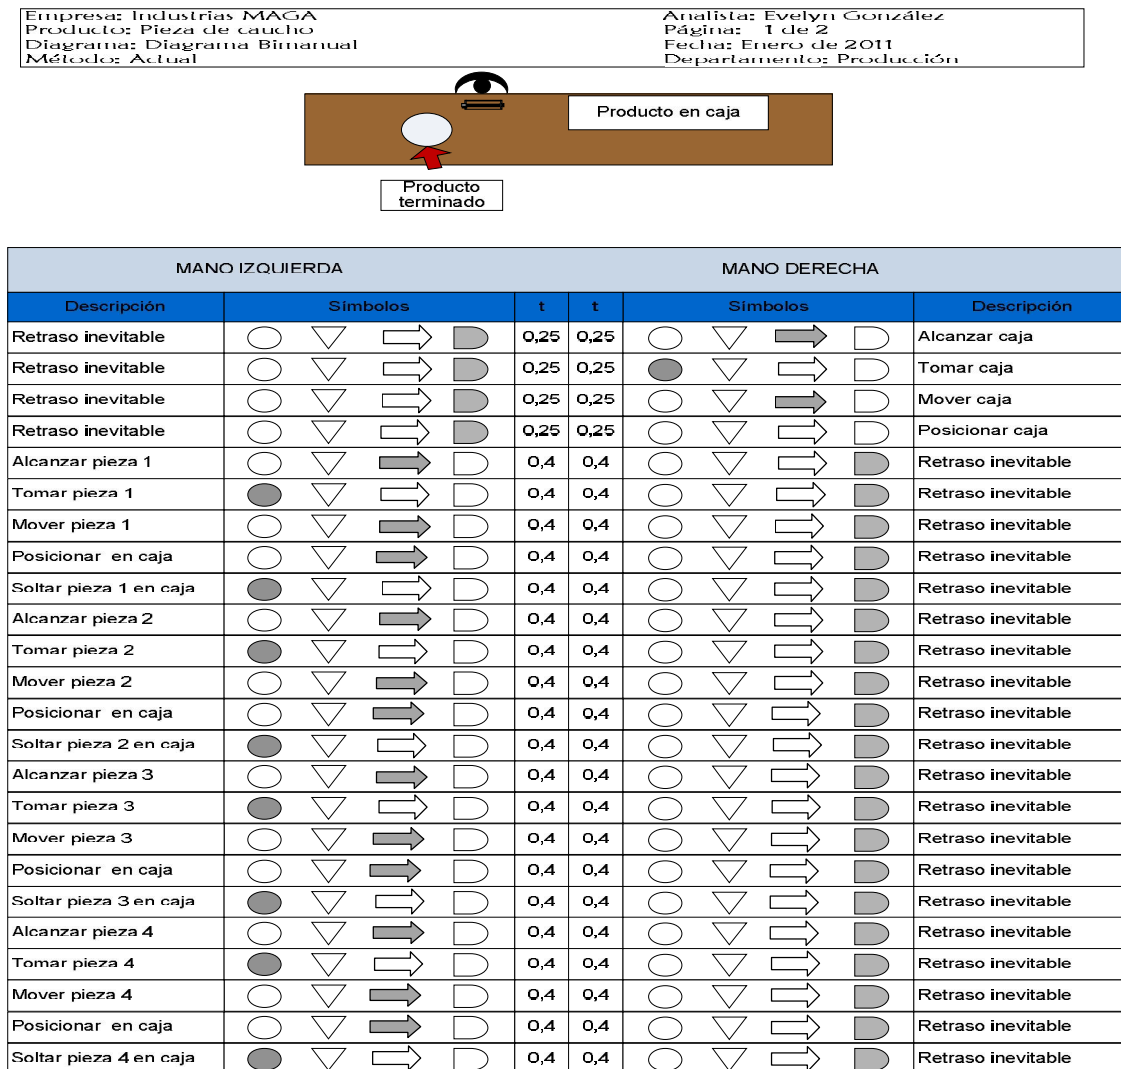 Empresa: Industrias MAGA Analista: Evelyn González
Producto: Pieza de caucho Página: 1 de 2
Diagrama: Diagrama Bimanual Fecha: Enero de 2011
Método: Actual Departamento: Producción
Producto en caja
Producto
terminado
MANO IZQUIERDA MANO DERECHA
Descripción Símbolos t t Símbolos Descripción
Retraso inevitable 0,25 0,25 Alcanzar caja
Retraso inevitable 0,25 0,25 Tomar caja
Retraso inevitable 0,25 0,25 Mover caja
Retraso inevitable 0,25 0,25 Posicionar caja
Alcanzar pieza 1 0,4 0,4 Retraso inevitable
Tomar pieza 1 0,4 0,4 Retraso inevitable
Mover pieza 1 0,4 0,4 Retraso inevitable
Posicionar en caja 0,4 0,4 Retraso inevitable
Soltar pieza 1 en caja 0,4 0,4 Retraso inevitable
Alcanzar pieza 2 0,4 0,4 Retraso inevitable
Tomar pieza 2 0,4 0,4 Retraso inevitable
Mover pieza 2 0,4 0,4 Retraso inevitable
Posicionar en caja 0,4 0,4 Retraso inevitable
Soltar pieza 2 en caja 0,4 0,4 Retraso inevitable
Alcanzar pieza 3 0,4 0,4 Retraso inevitable
Tomar pieza 3 0,4 0,4 Retraso inevitable
Mover pieza 3 0,4 0,4 Retraso inevitable
Posicionar en caja 0,4 0,4 Retraso inevitable
Soltar pieza 3 en caja 0,4 0,4 Retraso inevitable
Alcanzar pieza 4 0,4 0,4 Retraso inevitable
Tomar pieza 4 0,4 0,4 Retraso inevitable
Mover pieza 4 0,4 0,4 Retraso inevitable
Posicionar en caja 0,4 0,4 Retraso inevitable
Soltar pieza 4 en caja 0,4 0,4 Retraso inevitable